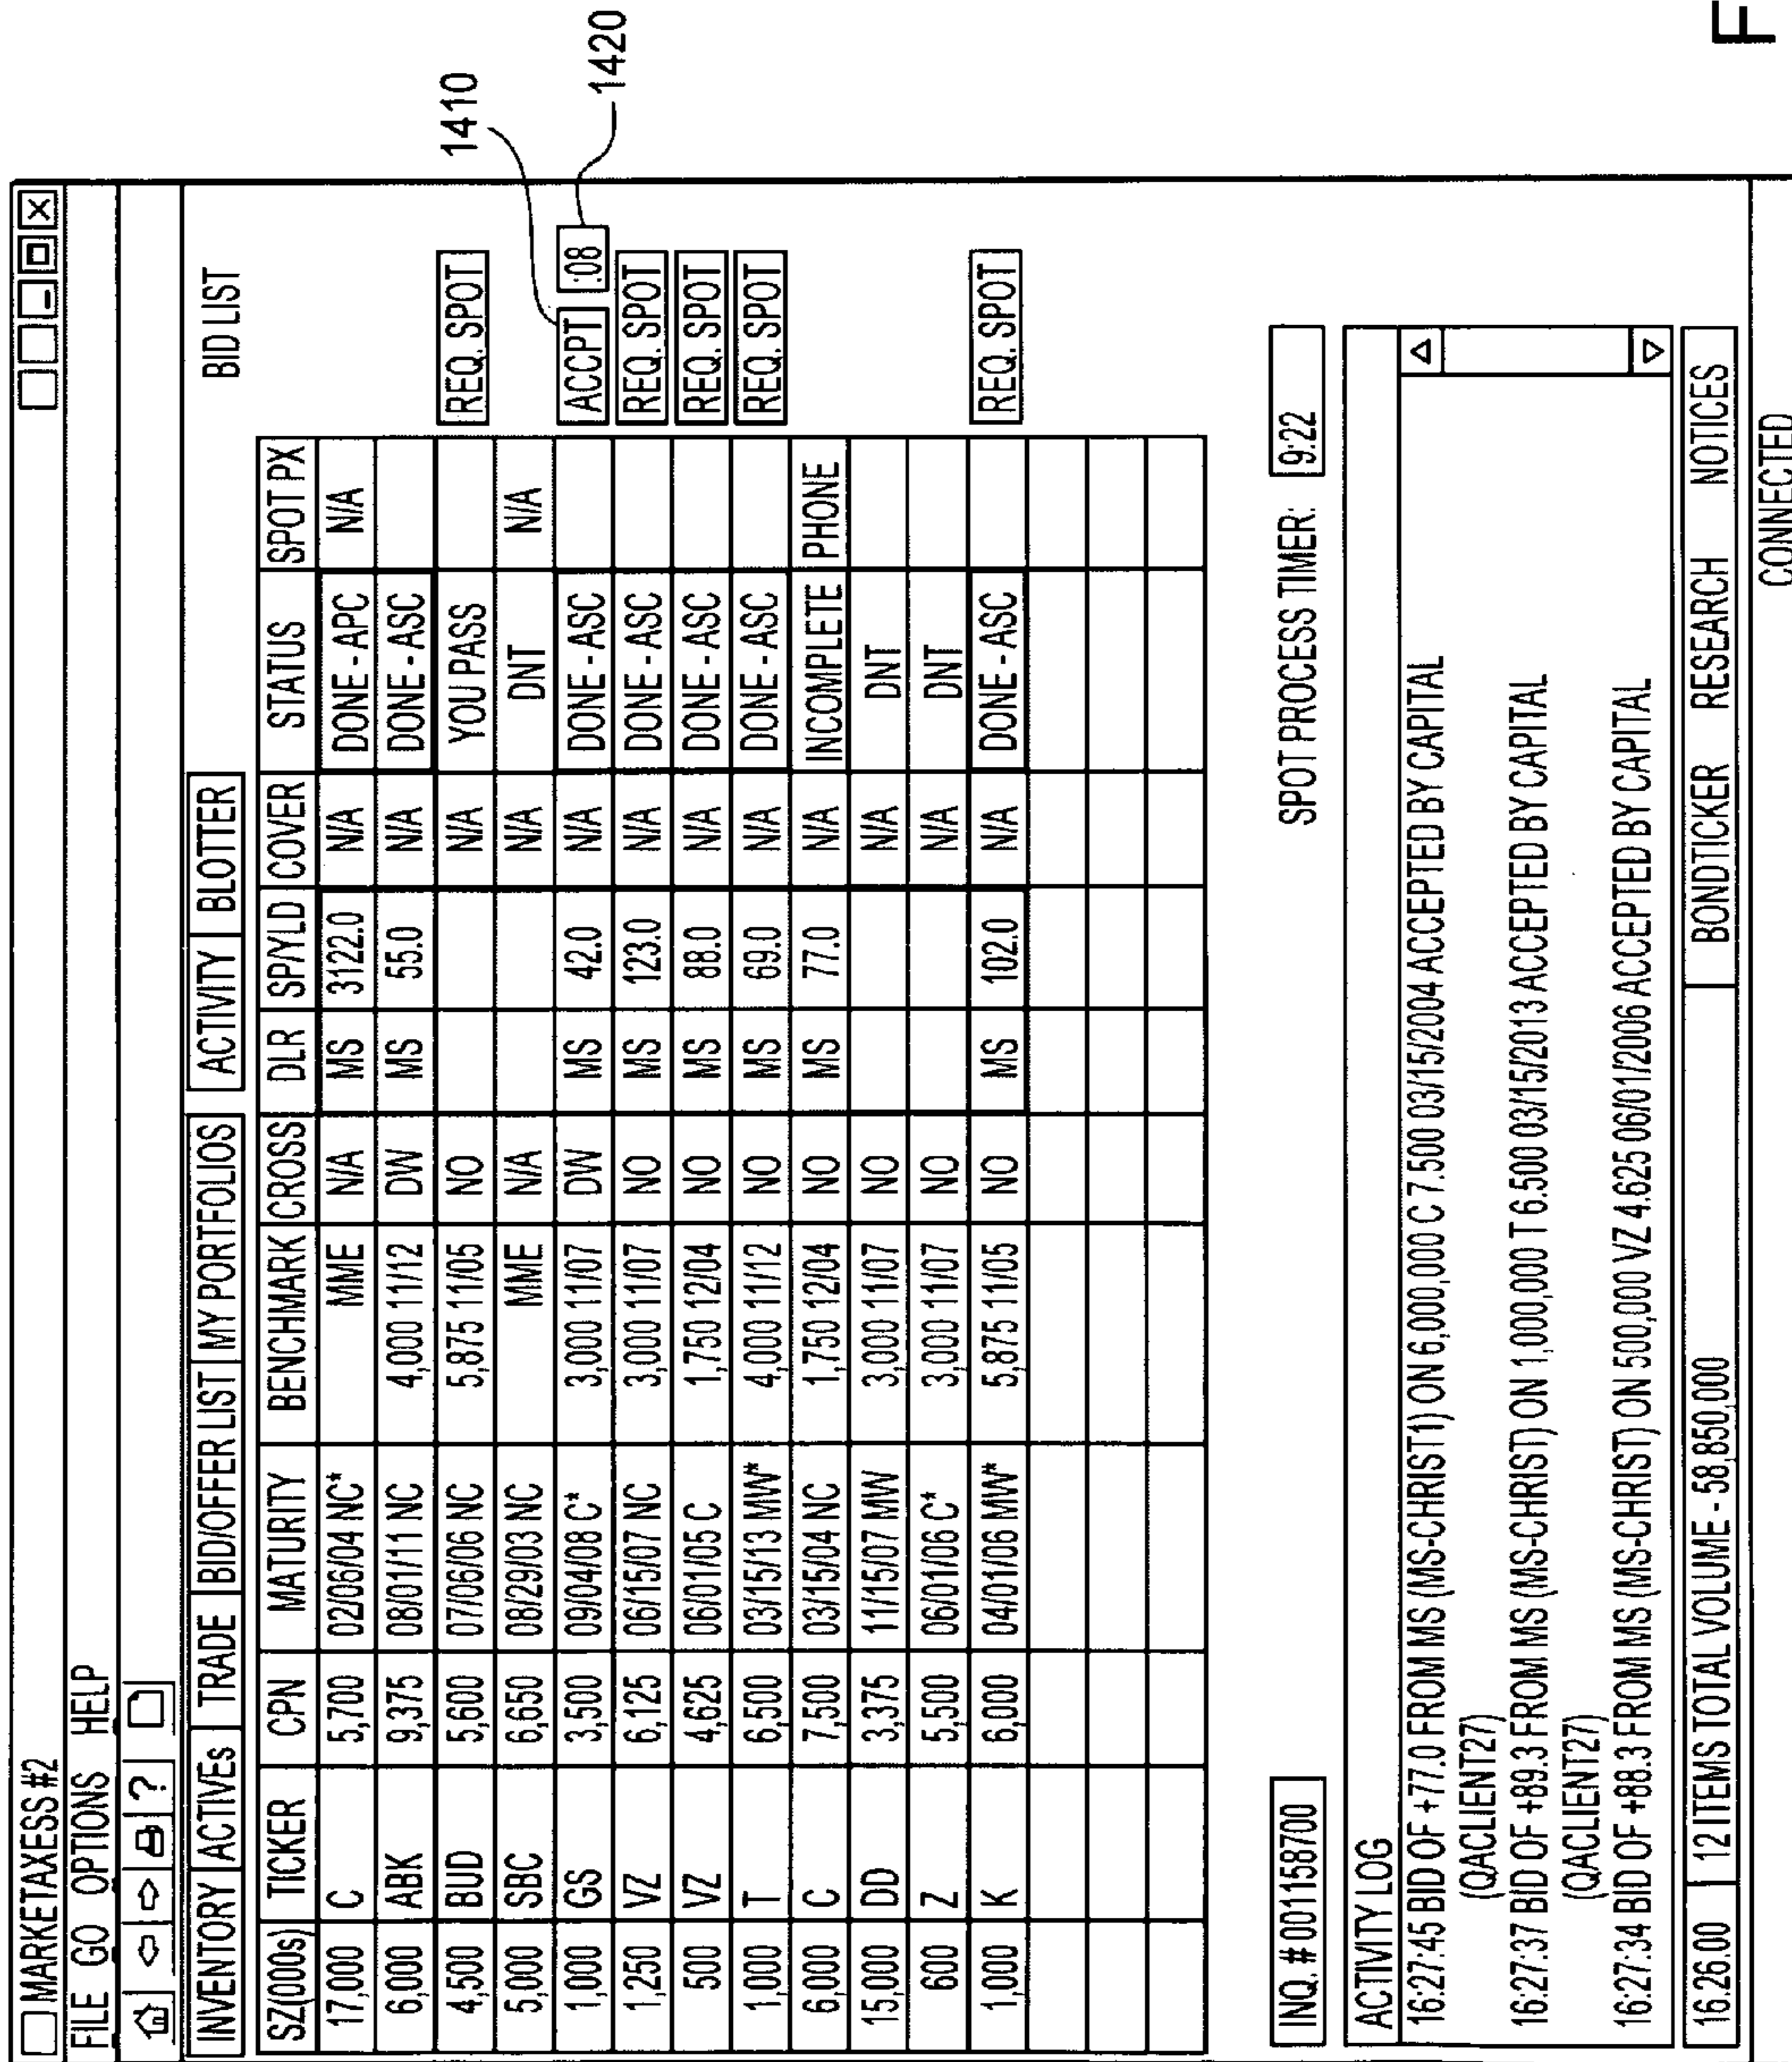 MARKETAXESS #2
FILE GO OPTIONS HELP
?
INVENTORY ACTIVEs TRADE BID/OFFER LIST MY PORTFOLIOS ACTIVITY BLOTTER
BID LIST
SZ(000s) TICKER CPN MATURITY BENCHMARK CROSS DLR SP/YLD COVER STATUS SPOT PX
17,000 C 5,700 02/06/04 NC* MME N/A MS 3122.0 N/A DONE - APC N/A
6,000 ABK 9,375 08/01/11 NC 4,000 11/12 DW MS 55.0 N/A DONE - ASC
4,500 BUD 5,600 07/06/06 NC 5,875 11/05 NO N/A YOU PASS REQ. SPOT
5,000 SBC 6,650 08/29/03 NC MME N/A N/A DNT N/A
1,000 GS 3,500 09/04/08 C* 3,000 11/07 DW MS 42.0 N/A DONE - ASC ACCPT :08
1,250 VZ 6,125 06/15/07 NC 3,000 11/07 NO MS 123.0 N/A DONE - ASC REQ. SPOT
500 VZ 4,625 06/01/05 C 1,750 12/04 NO MS 88.0 N/A DONE - ASC REQ. SPOT
1,000 T 6,500 03/15/13 MW* 4,000 11/12 NO MS 69.0 N/A DONE - ASC REQ. SPOT
6,000 C 7,500 03/15/04 NC 1,750 12/04 NO MS 77.0 N/A INCOMPLETE PHONE
15,000 DD 3,375 11/15/07 MW 3,000 11/07 NO N/A DNT
600 Z 5,500 06/01/06 C* 3,000 11/07 NO N/A DNT
1,000 K 6,000 04/01/06 MW* 5,875 11/05 NO MS 102.0 N/A DONE - ASC REQ. SPOT
1410
1420
INQ. # 001158700 SPOT PROCESS TIMER: 9:22
ACTIVITY LOG
16:27:45 BID OF +77.0 FROM MS (MS-CHRIST1) ON 6,000,000 C 7.500 03/15/2004 ACCEPTED BY CAPITAL
(QACLIENT27)
16:27:37 BID OF +89.3 FROM MS (MS-CHRIST) ON 1,000,000 T 6.500 03/15/2013 ACCEPTED BY CAPITAL
(QACLIENT27)
16:27:34 BID OF +88.3 FROM MS (MS-CHRIST) ON 500,000 VZ 4.625 06/01/2006 ACCEPTED BY CAPITAL
16.26.00 12 ITEMS TOTAL VOLUME - 58,850,000 BONDTICKER RESEARCH NOTICES
CONNECTED
F